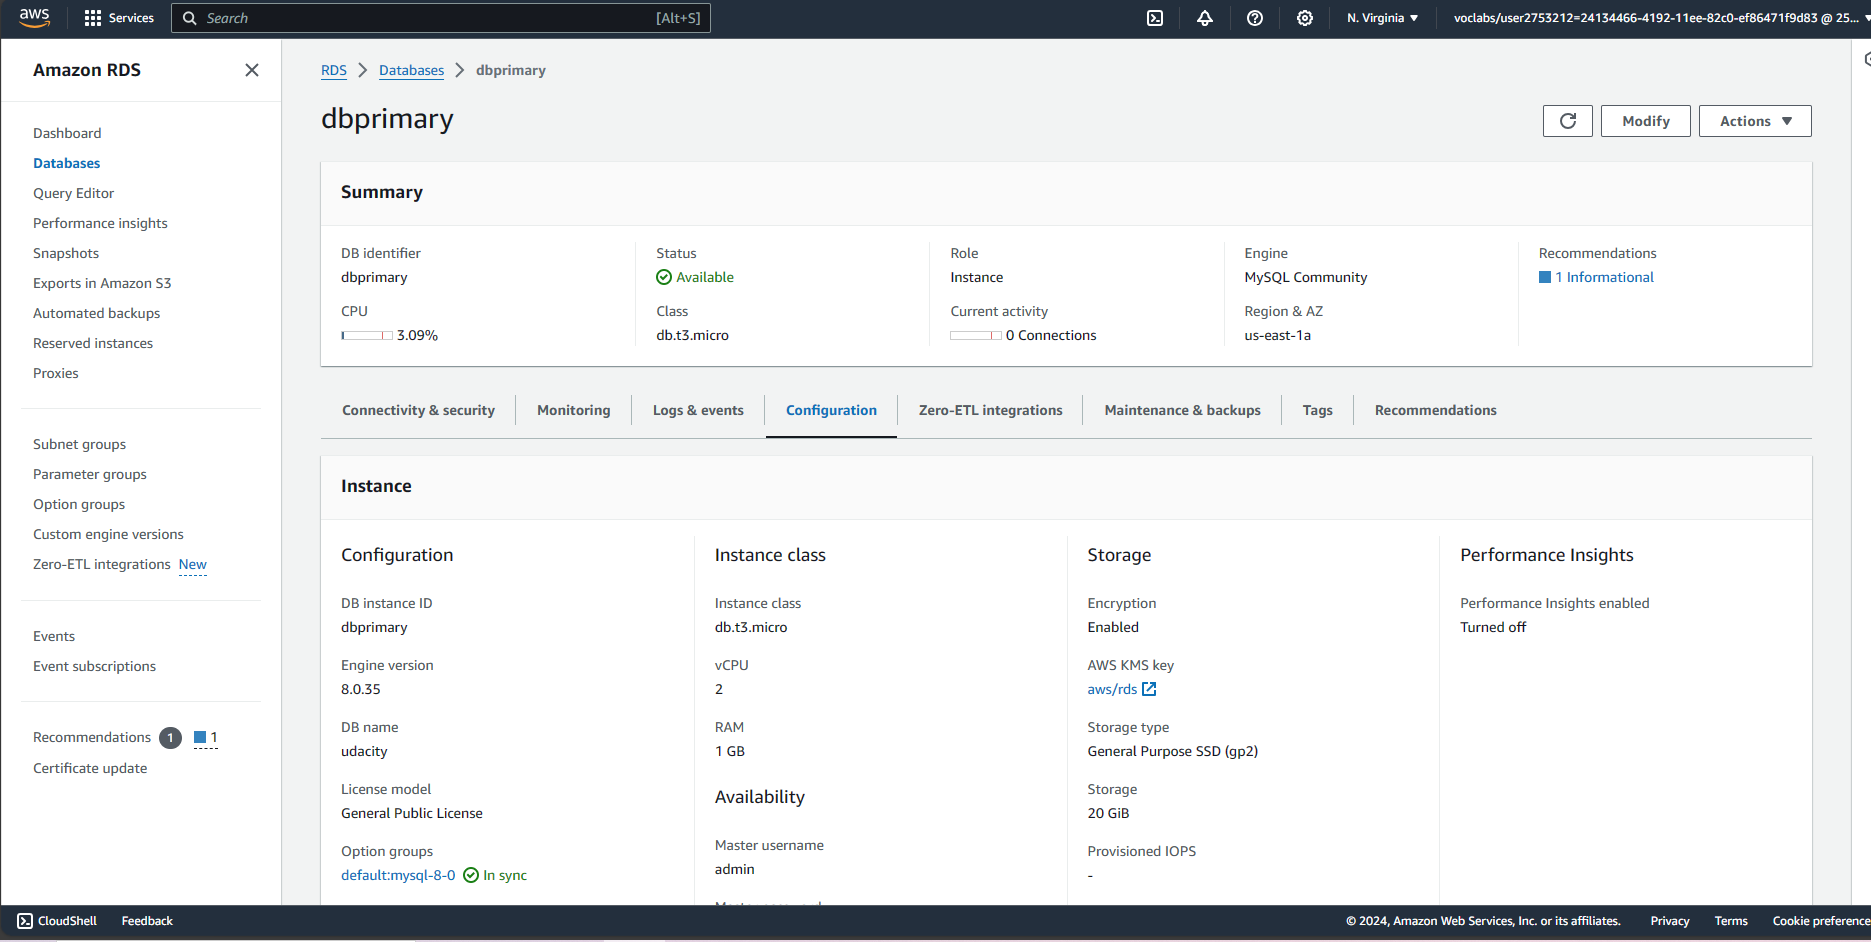 aws
Services
Search [Alt+S]
N. Virginia
voclabs/user2753212=24134466-4192-11ee-82c0-ef86471f9d83 @ 25...
Amazon RDS
Dashboard
Databases
Query Editor
Performance insights
Snapshots
Exports in Amazon S3
Automated backups
Reserved instances
Proxies
Subnet groups
Parameter groups
Option groups
Custom engine versions
Zero-ETL integrations New
Events
Event subscriptions
Recommendations 1 1
Certificate update
RDS > Databases > dbprimary
dbprimary
Modify
Actions
Summary
DB identifier
dbprimary
CPU
3.09%
Status
Available
Class
db.t3.micro
Role
Instance
Current activity
0 Connections
Engine
MySQL Community
Region & AZ
us-east-1a
Recommendations
1 Informational
Connectivity & security
Monitoring
Logs & events
Configuration
Zero-ETL integrations
Maintenance & backups
Tags
Recommendations
Instance
Configuration
DB instance ID
dbprimary
Engine version
8.0.35
DB name
udacity
License model
General Public License
Option groups
default:mysql-8-0 In sync
Instance class
Instance class
db.t3.micro
vCPU
2
RAM
1 GB
Availability
Master username
admin
Storage
Encryption
Enabled
AWS KMS key
aws/rds
Storage type
General Purpose SSD (gp2)
Storage
20 GiB
Provisioned IOPS
-
Performance Insights
Performance Insights enabled
Turned off
CloudShell
Feedback
© 2024, Amazon Web Services, Inc. or its affiliates.
Privacy
Terms
Cookie preference